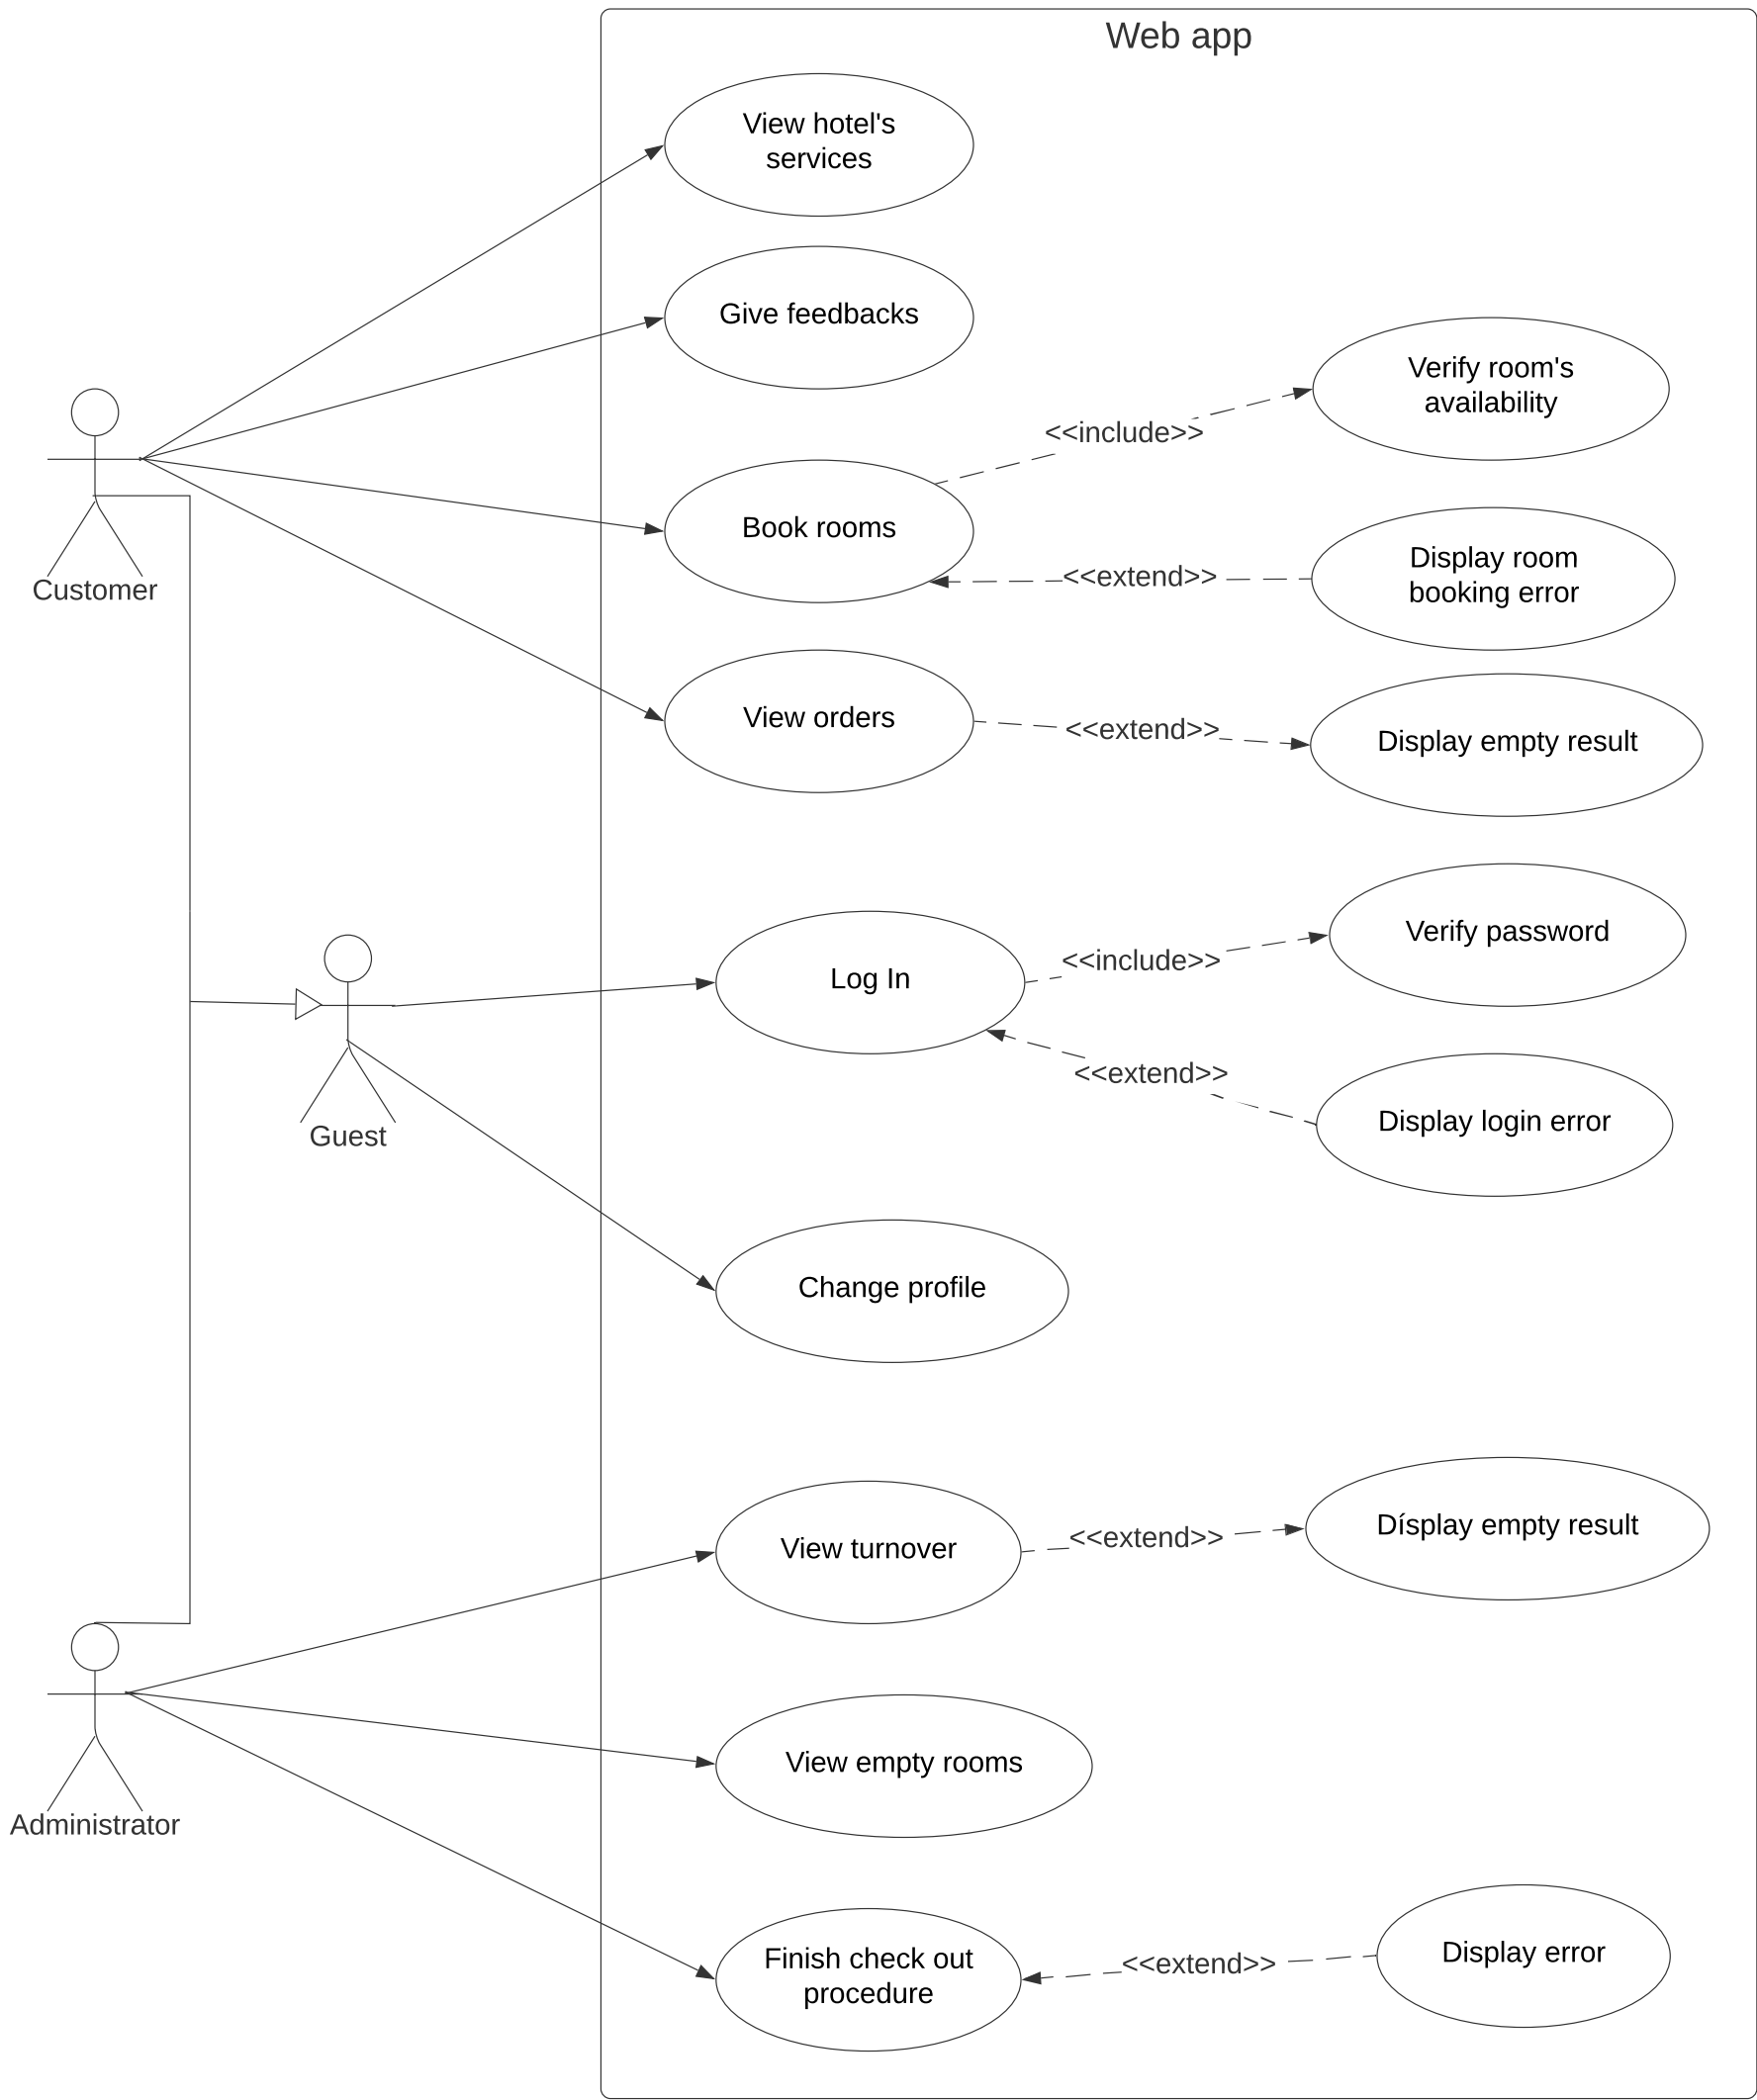 Web app
View hotel's
services
Give feedbacks
Verify room's
availability
<<include>>
Book rooms
Display room
booking error
<<extend>>
Customer
View orders
<<extend>>
Display empty result
Verify password
<<include>>
Log In
<<extend>>
Display login error
Guest
Change profile
View turnover
<<extend>>
Dísplay empty result
View empty rooms
Administrator
Finish check out
procedure
<<extend>>
Display error